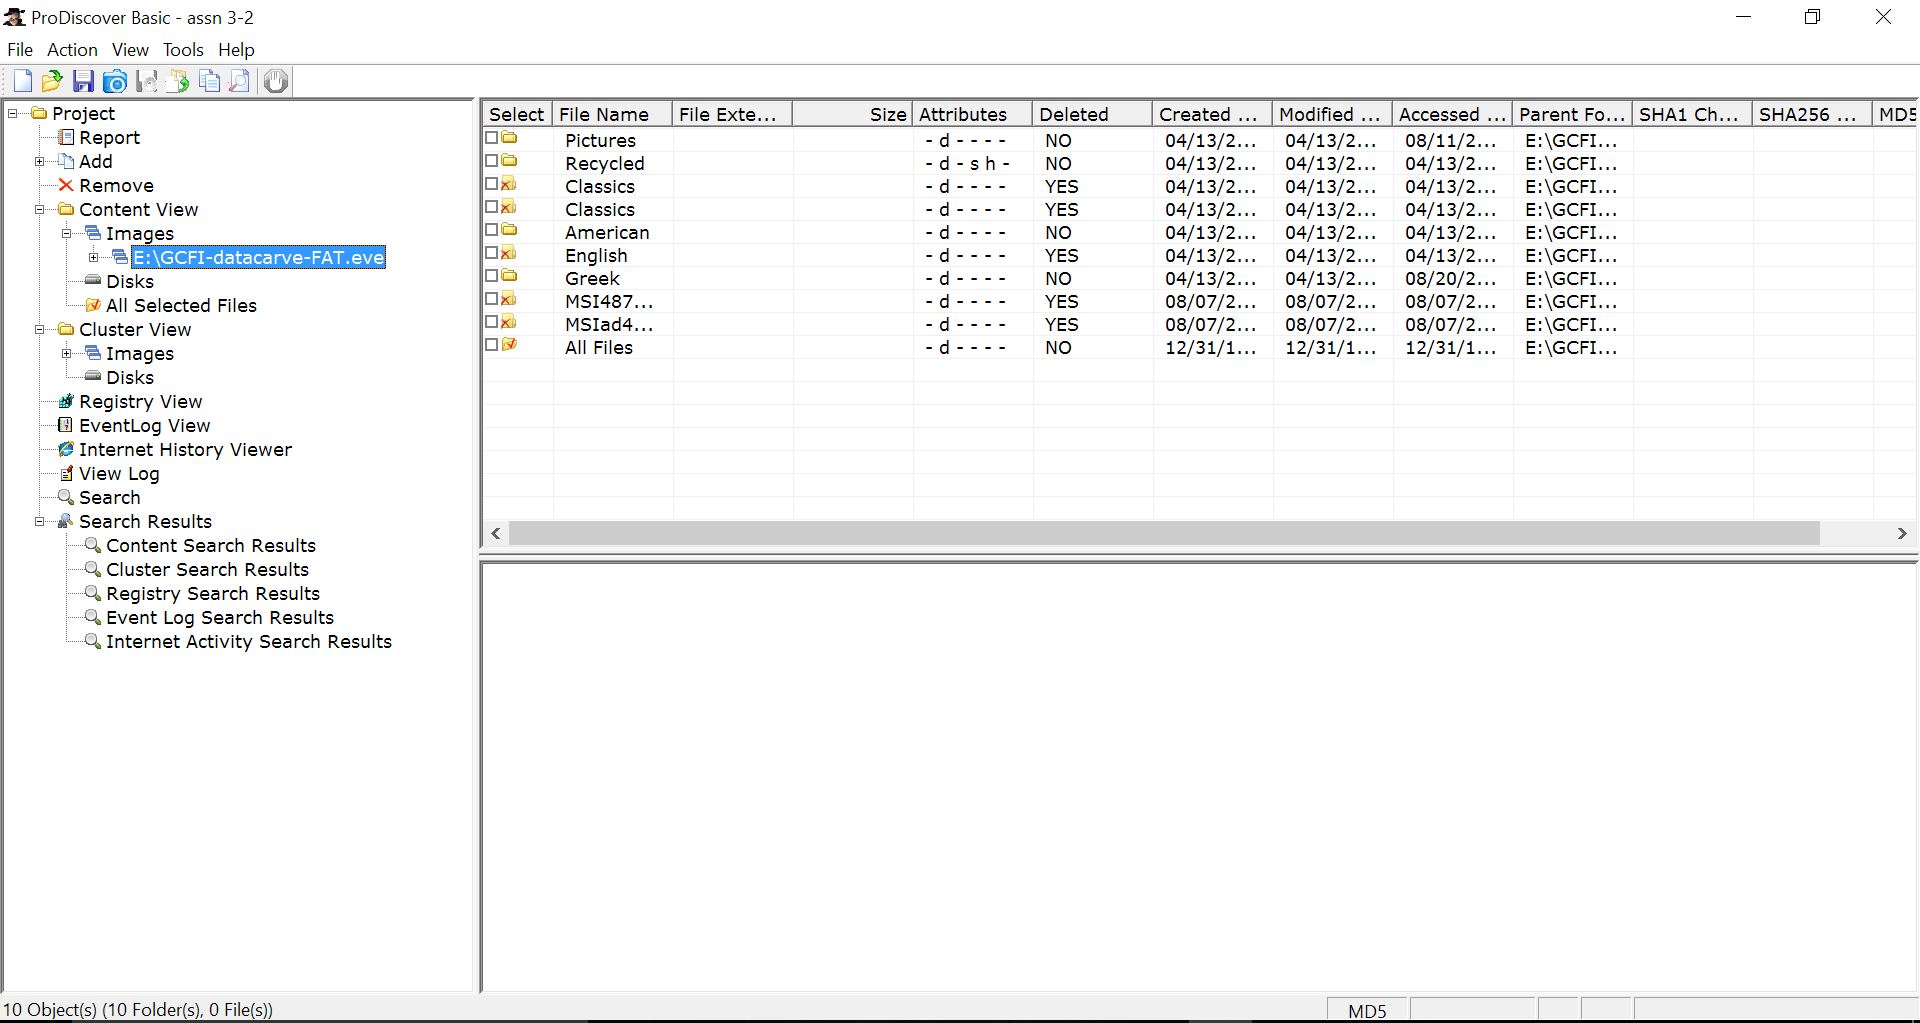 ProDiscover Basic - assn 3-2
File Action View Tools Help
Project
Report
Add
Remove
Content View
Images
E:\GCFI-datacarve-FAT.eve
Disks
All Selected Files
Cluster View
Images
Disks
Registry View
EventLog View
Internet History Viewer
View Log
Search
Search Results
Content Search Results
Cluster Search Results
Registry Search Results
Event Log Search Results
Internet Activity Search Results
Select File Name File Exte... Size Attributes Deleted Created ... Modified ... Accessed ... Parent Fo... SHA1 Ch... SHA256 ... MD5
Pictures - d - - - - NO 04/13/2... 04/13/2... 08/11/2... E:\GCFI...
Recycled - d - s h - NO 04/13/2... 04/13/2... 04/13/2... E:\GCFI...
Classics - d - - - - YES 04/13/2... 04/13/2... 04/13/2... E:\GCFI...
Classics - d - - - - YES 04/13/2... 04/13/2... 04/13/2... E:\GCFI...
American - d - - - - NO 04/13/2... 04/13/2... 04/13/2... E:\GCFI...
English - d - - - - YES 04/13/2... 04/13/2... 04/13/2... E:\GCFI...
Greek - d - - - - NO 04/13/2... 04/13/2... 08/20/2... E:\GCFI...
MSI487... - d - - - - YES 08/07/2... 08/07/2... 08/07/2... E:\GCFI...
MSIad4... - d - - - - YES 08/07/2... 08/07/2... 08/07/2... E:\GCFI...
All Files - d - - - - NO 12/31/1... 12/31/1... 12/31/1... E:\GCFI...
10 Object(s) (10 Folder(s), 0 File(s)) MD5